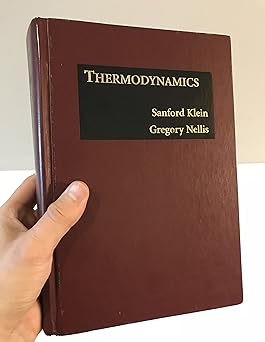 THERMODYNAMICS
Sanford Klein
Gregory Nellis